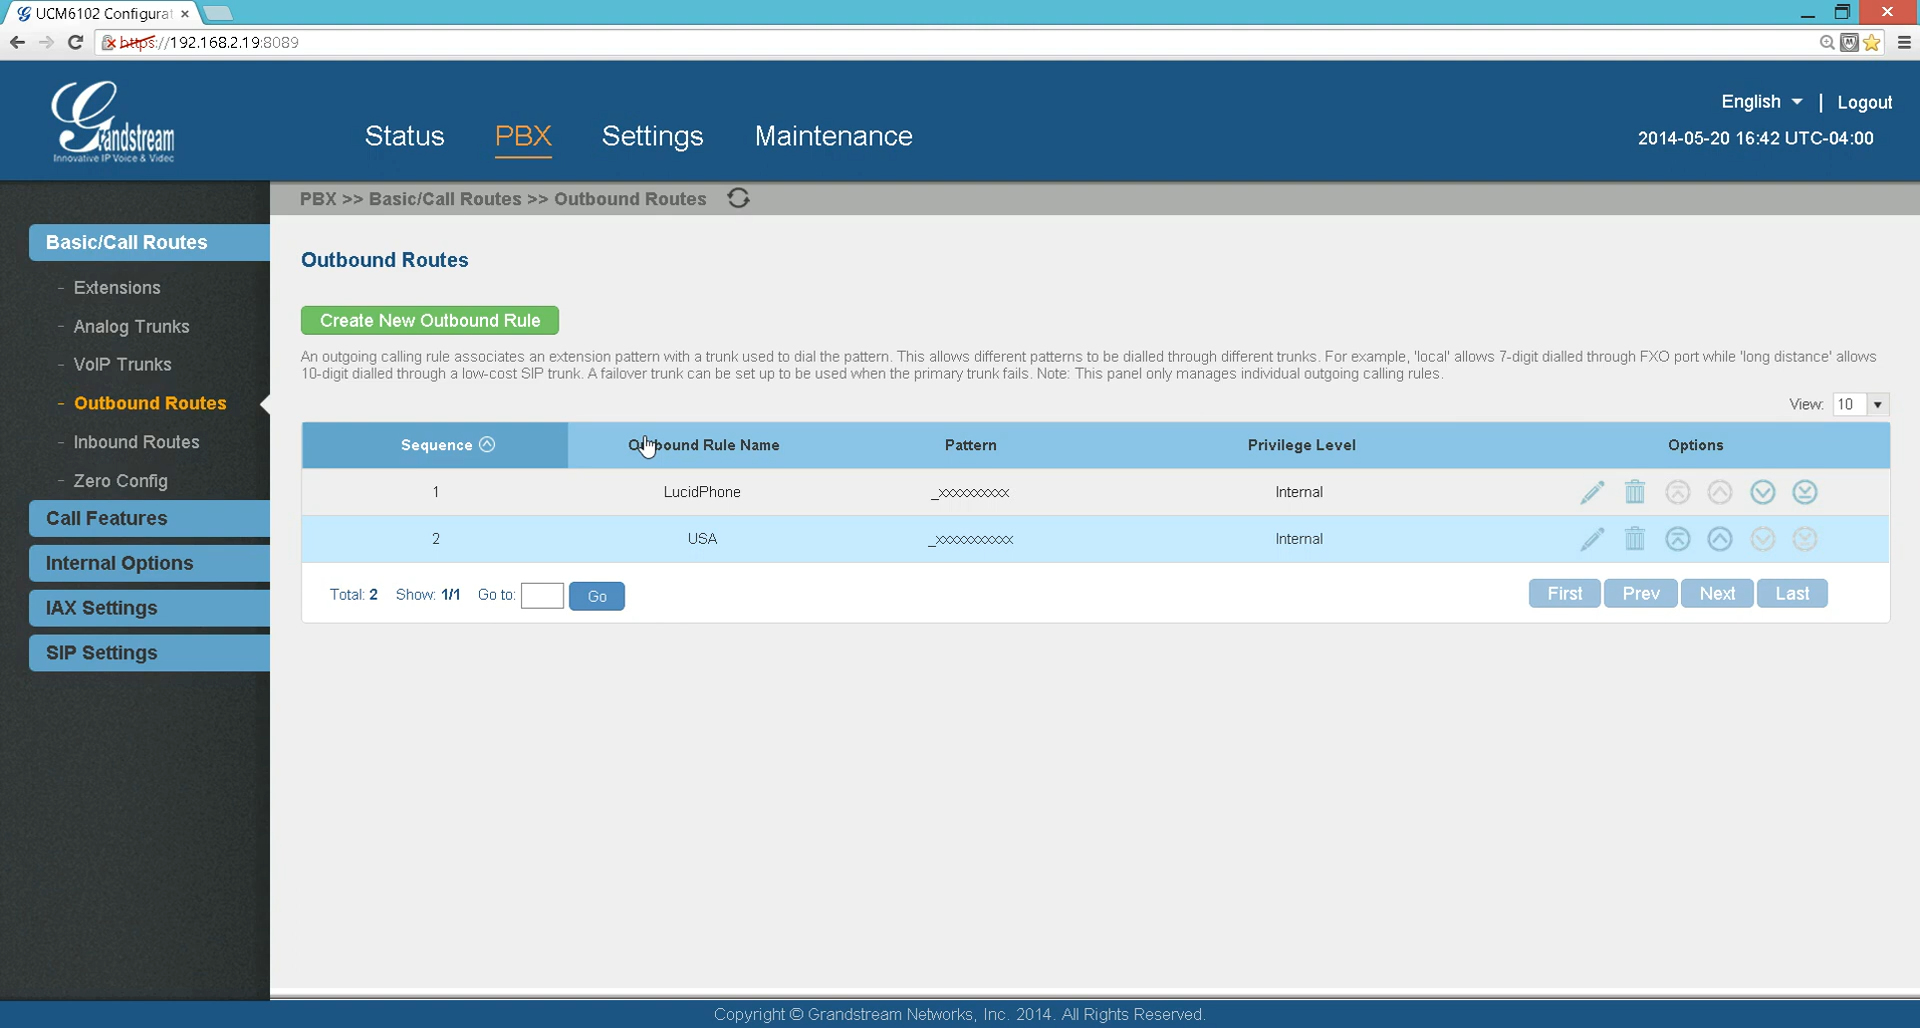 UCM6102 Configurat
https://192.168.2.19:8089
Grandstream
Innovative IP Voice & Video
Status PBX Settings Maintenance
English | Logout
2014-05-20 16:42 UTC-04:00
PBX >> Basic/Call Routes >> Outbound Routes
Basic/Call Routes
- Extensions
- Analog Trunks
- VoIP Trunks
- Outbound Routes
- Inbound Routes
- Zero Config
Call Features
Internal Options
IAX Settings
SIP Settings
Outbound Routes
Create New Outbound Rule
An outgoing calling rule associates an extension pattern with a trunk used to dial the pattern. This allows different patterns to be dialled through different trunks. For example, 'local' allows 7-digit dialled through FXO port while 'long distance' allows
10-digit dialled through a low-cost SIP trunk. A failover trunk can be set up to be used when the primary trunk fails. Note: This panel only manages individual outgoing calling rules.
View: 10
Sequence Outbound Rule Name Pattern Privilege Level Options
1 LucidPhone _xxxxxxxxxx Internal
2 USA _xxxxxxxxxxx Internal
Total: 2 Show: 1/1 Go to: Go First Prev Next Last
Copyright © Grandstream Networks, Inc. 2014. All Rights Reserved.